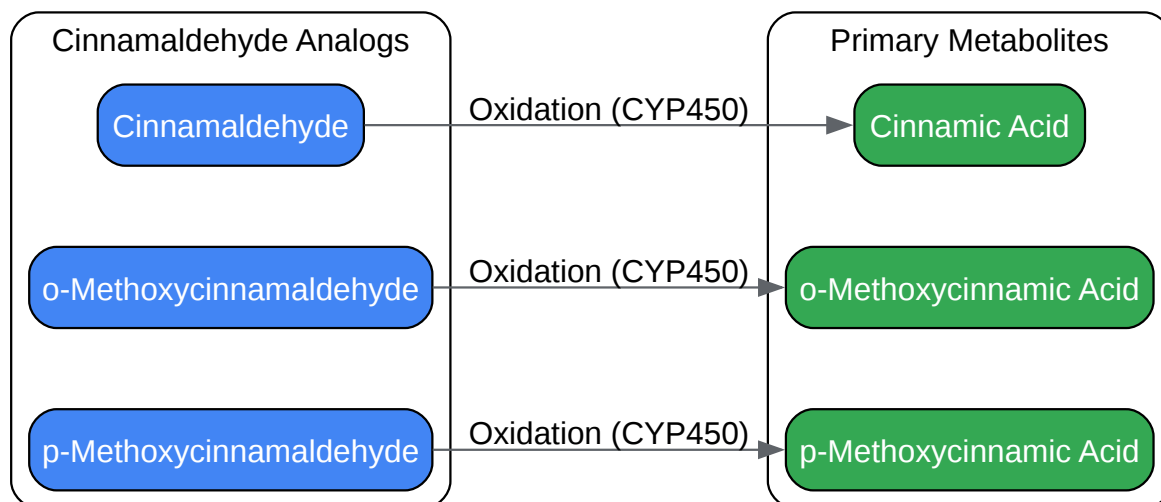 Cinnamaldehyde Analogs
Primary Metabolites
Cinnamaldehyde
Oxidation (CYP450)
Cinnamic Acid
o-Methoxycinnamaldehyde
Oxidation (CYP450)
o-Methoxycinnamic Acid
p-Methoxycinnamaldehyde
Oxidation (CYP450)
p-Methoxycinnamic Acid